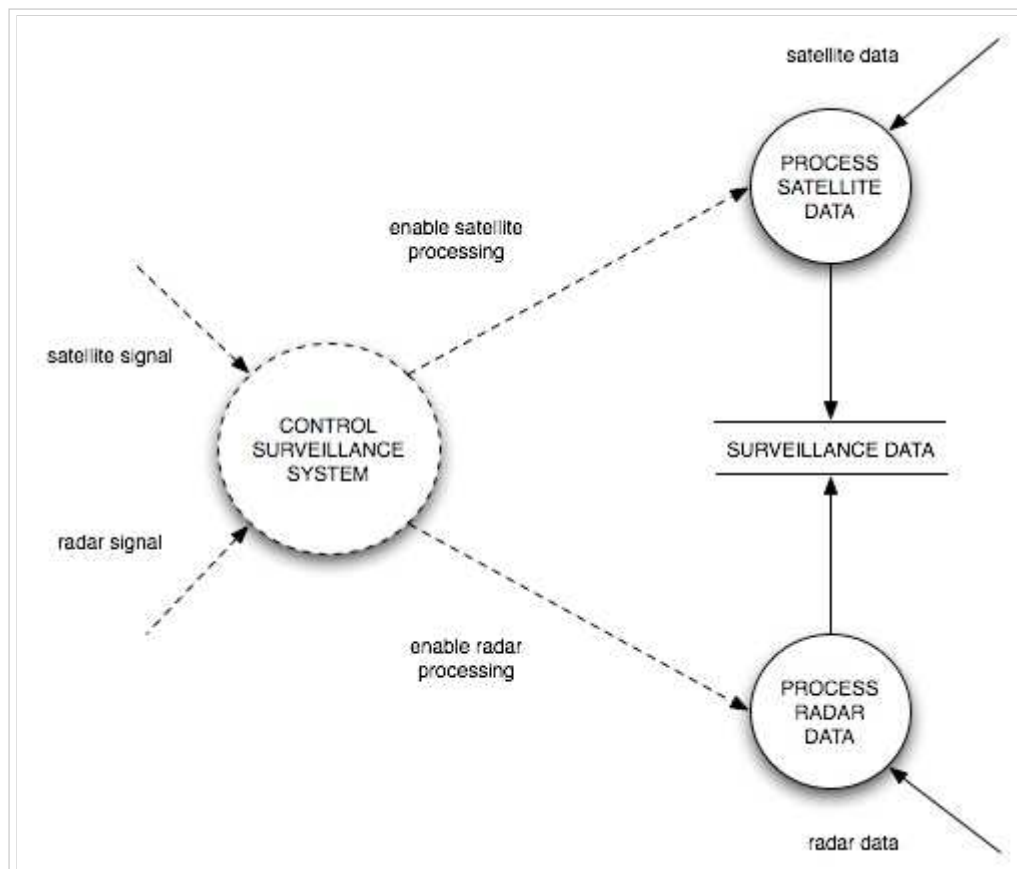 satellite data
PROCESS
SATELLITE
DATA
enable satellite
processing
satellite signal
CONTROL
SURVEILLANCE
SYSTEM
SURVEILLANCE DATA
radar signal
enable radar
processing
PROCESS
RADAR
DATA
radar data